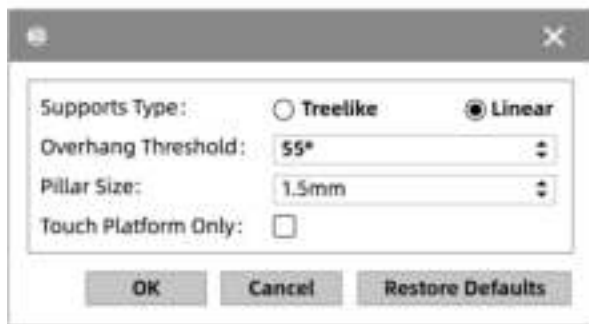 Supports Type: Treelike Linear
Overhang Threshold: 55°
Pillar Size: 1.5mm
Touch Platform Only:
OK Cancel Restore Defaults